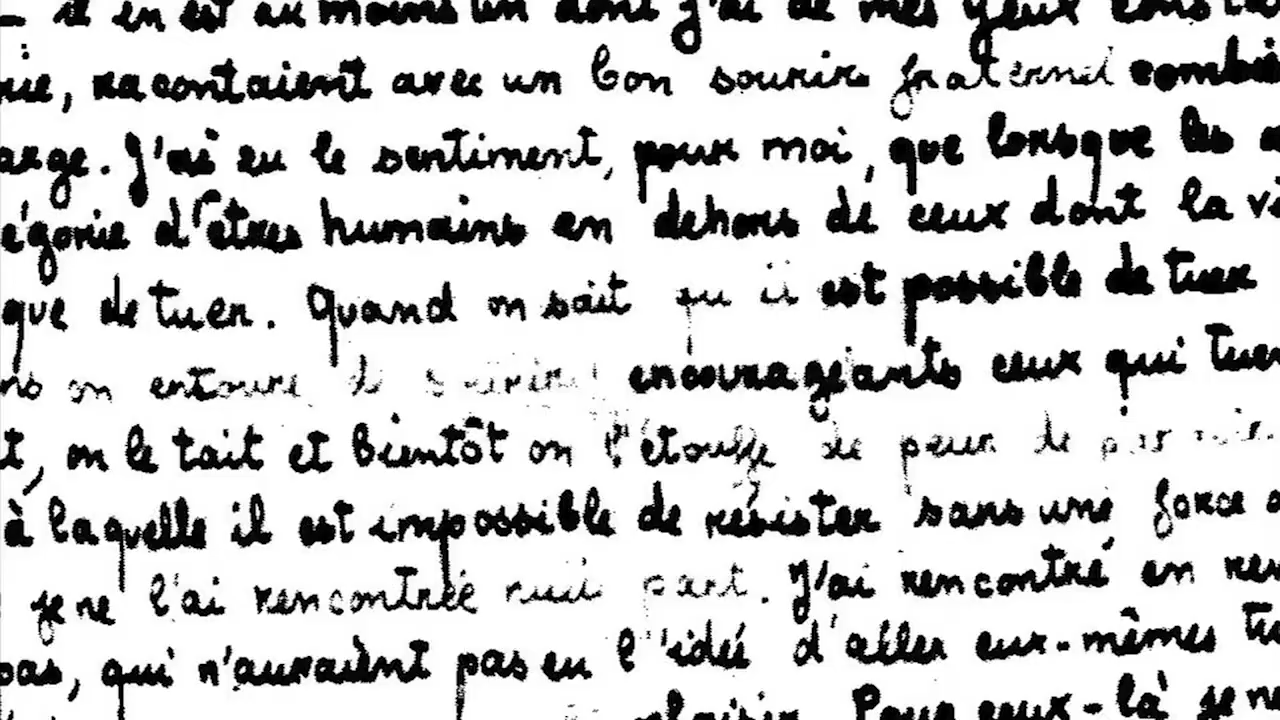 il en est au moins un dont j'ai de mes yeux
racontaient avec un bon sourire fraternel
J'ai eu le sentiment, pour moi, que lorsque les
d'êtres humains en dehors de ceux dont la
que de tuer. Quand on sait qu'il est possible de tuer
on entoure de sourires encourageants ceux qui
on le tait et bientôt on l'étouffe de peur de
à laquelle il est impossible de résister sans une force
je ne l'ai rencontrée nulle part. J'ai rencontré en
pas, qui n'auraient pas eu l'idée d'aller eux-mêmes
plaisir. Pour ceux-là je ne